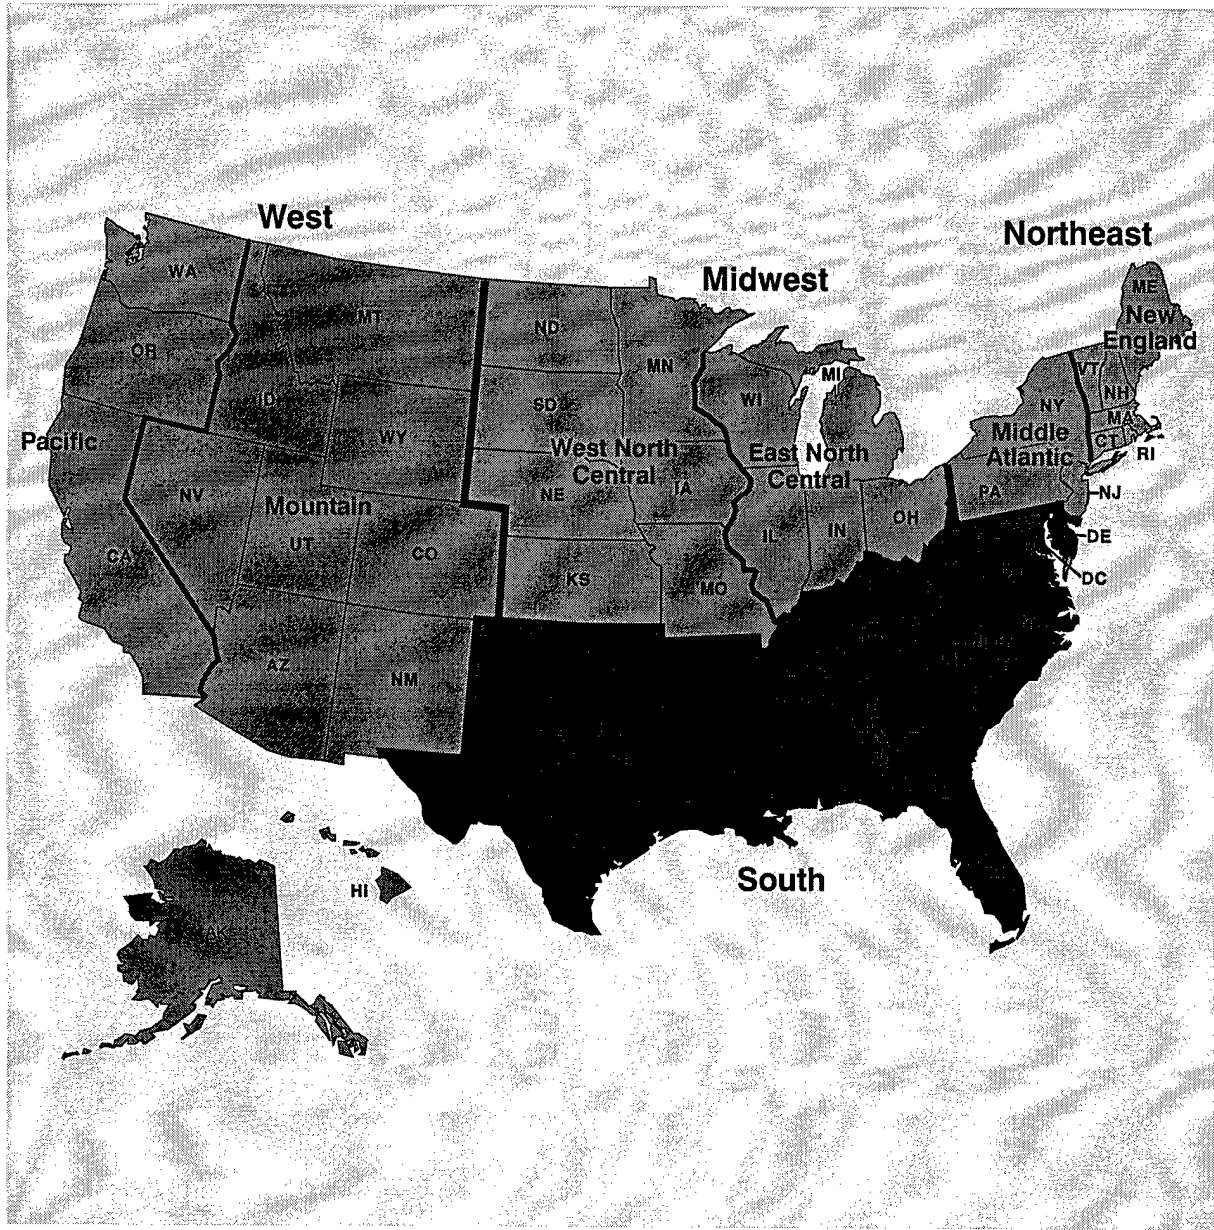 West
Northeast
Midwest
WA
MT
ND
MN
ME
New
England
OR
ID
SD
WI
MI
VT
NH
NY
MA
Pacific
WY
West North
Central
East North
Central
Middle
Atlantic
CT
RI
NV
Mountain
NE
IA
PA
NJ
CA
UT
CO
IL
IN
OH
DE
KS
MO
DC
AZ
NM
HI
South